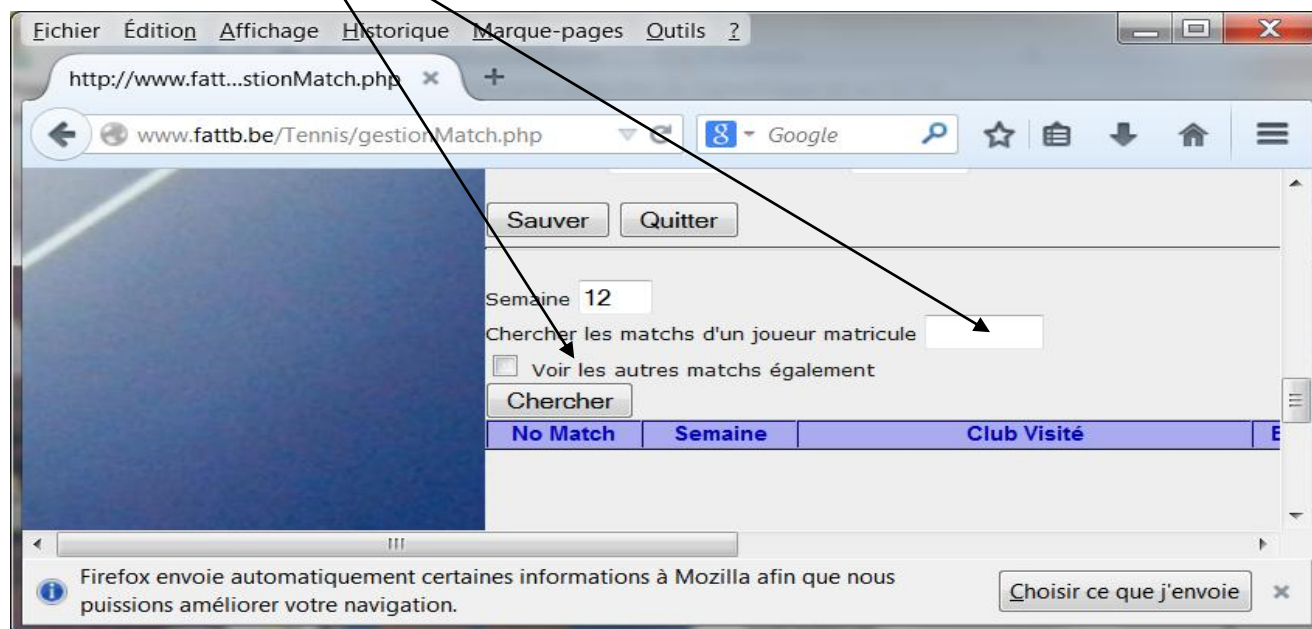 Fichier Édition Affichage Historique Marque-pages Outils ?
http://www.fatt...stionMatch.php
www.fattb.be/Tennis/gestionMatch.php Google
Sauver Quitter
Semaine 12
Chercher les matchs d'un joueur matricule
Voir les autres matchs également
Chercher
No Match Semaine Club Visité
Firefox envoie automatiquement certaines informations à Mozilla afin que nous
puissions améliorer votre navigation.
Choisir ce que j'envoie